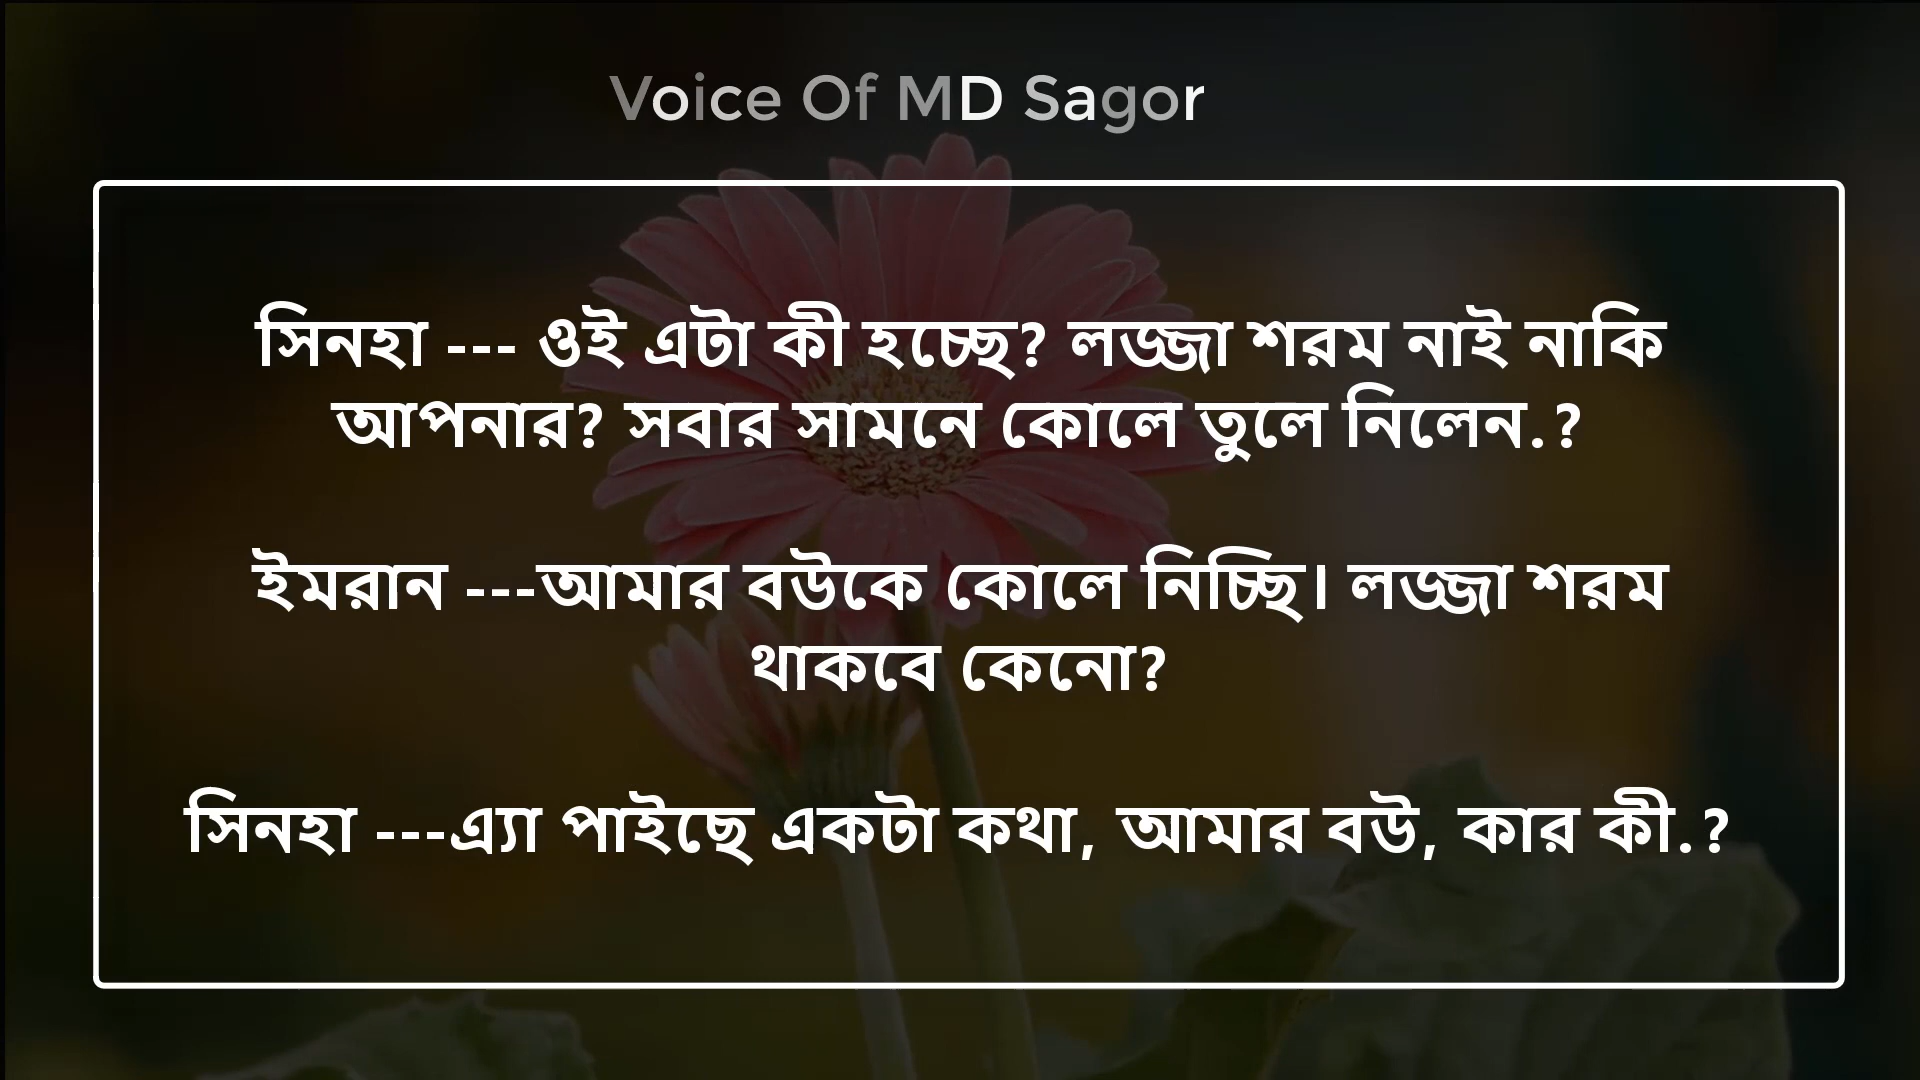 Voice Of MD Sagor
সিনহা --- ওই এটা কী হচ্ছে? লজ্জা শরম নাই নাকি
আপনার? সবার সামনে কোলে তুলে নিলেন.?
ইমরান ---আমার বউকে কোলে নিচ্ছি। লজ্জা শরম
থাকবে কেনো?
সিনহা ---এ্যা পাইছে একটা কথা, আমার বউ, কার কী.?